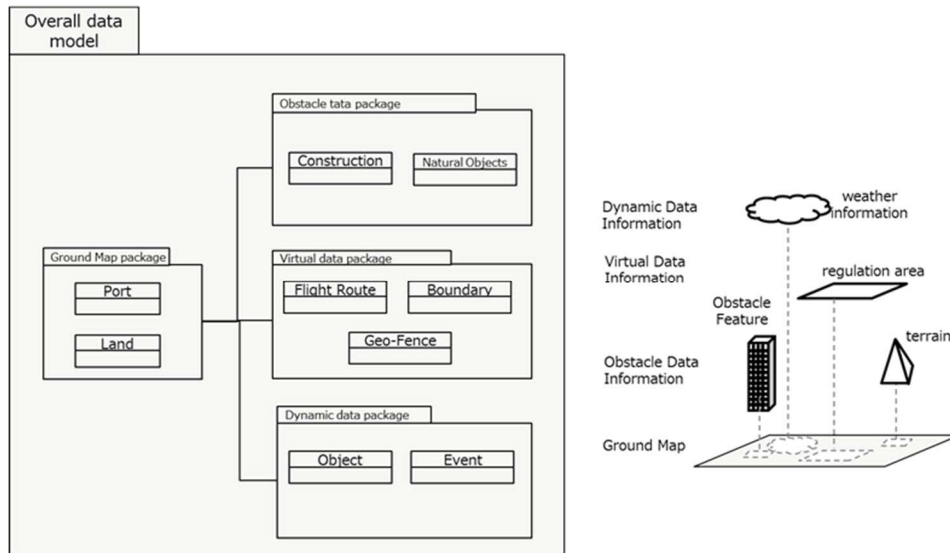 Overall data
model
Obstacle tata package
Construction
Natural Objects
Ground Map package
Port
Land
Virtual data package
Flight Route
Boundary
Geo-Fence
Dynamic data package
Object
Event
Dynamic Data
Information
weather
information
Virtual Data
Information
regulation area
Obstacle
Feature
terrain
Obstacle Data
Information
Ground Map